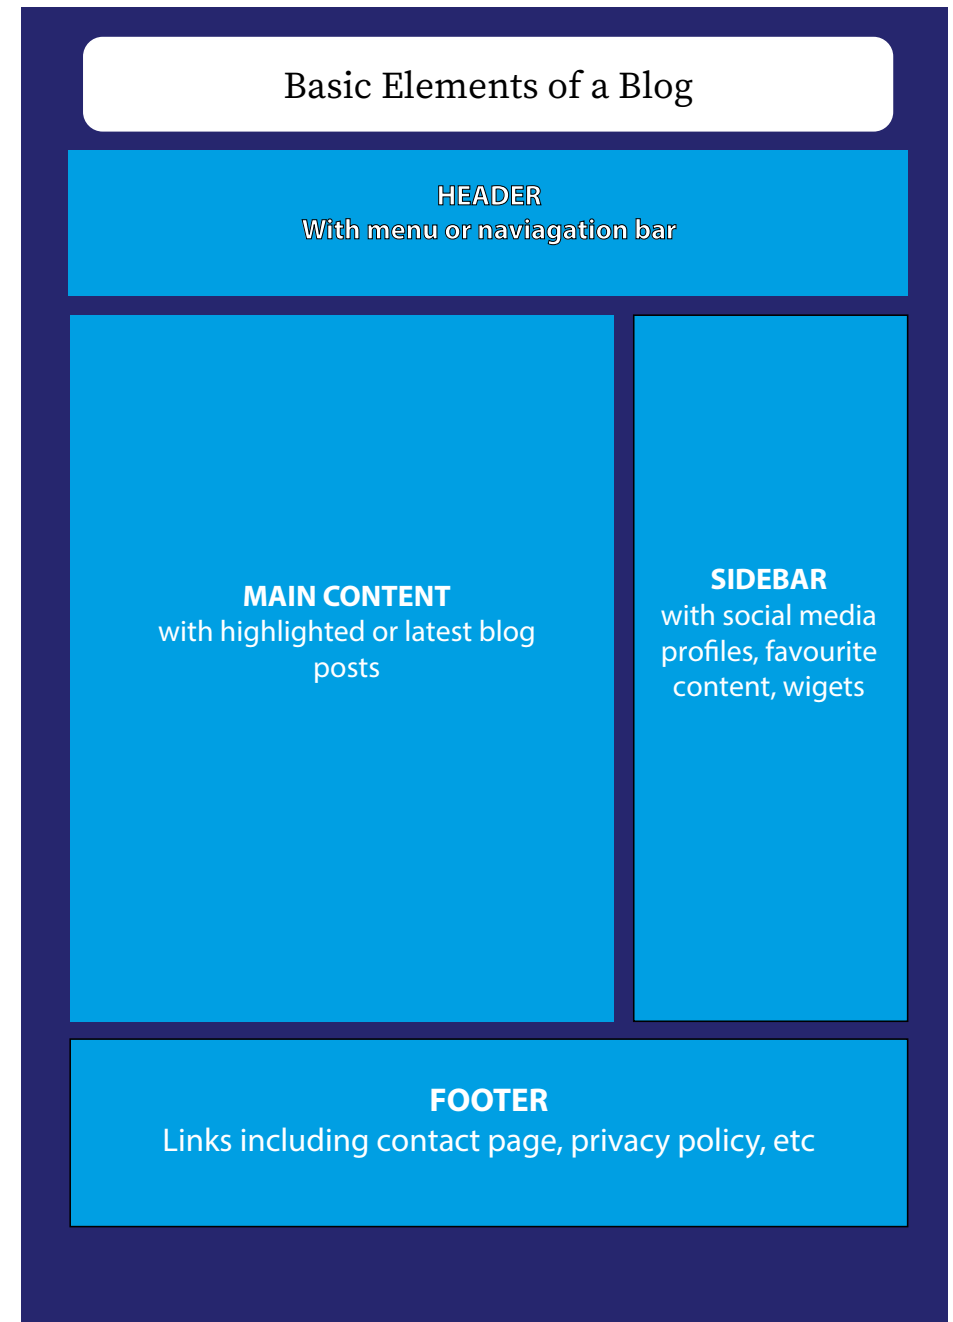 Basic Elements of a Blog
HEADER
With menu or naviagation bar
MAIN CONTENT
with highlighted or latest blog
posts
SIDEBAR
with social media
profiles, favourite
content, wigets
FOOTER
Links including contact page, privacy policy, etc